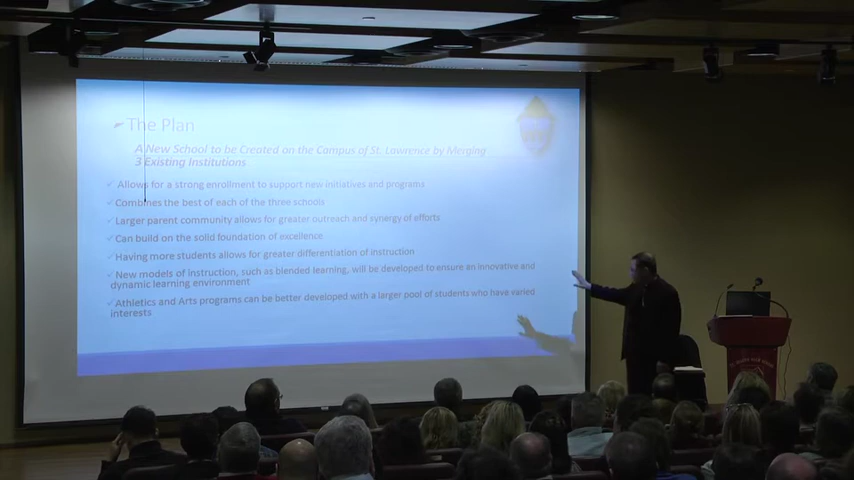 The Plan
A New School to be Created on the Campus of St. Lawrence by Merging
3 Existing Institutions
Allows for a strong enrollment to support new initiatives and programs
Combines the best of each of the three schools
Larger parent community allows for greater outreach and synergy of efforts
Can build on the solid foundation of excellence
Having more students allows for greater differentiation of instruction
New models of instruction, such as blended learning, will be developed to ensure an innovative and
dynamic learning environment
Athletics and Arts programs can be better developed with a larger pool of students who have varied
interests